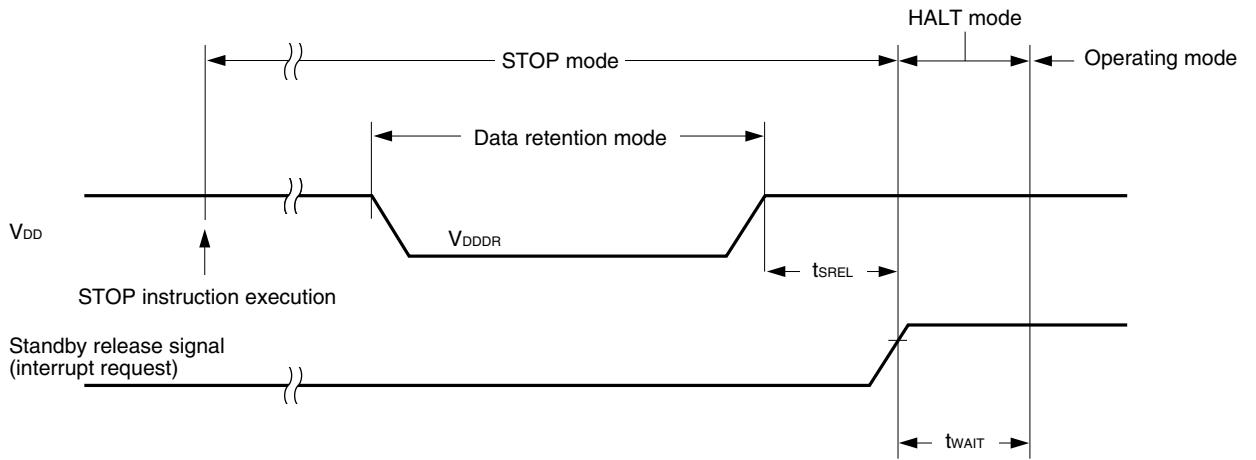 HALT mode
STOP mode
Operating mode
Data retention mode
VDD
VDDDR
tSREL
STOP instruction execution
Standby release signal
(interrupt request)
tWAIT